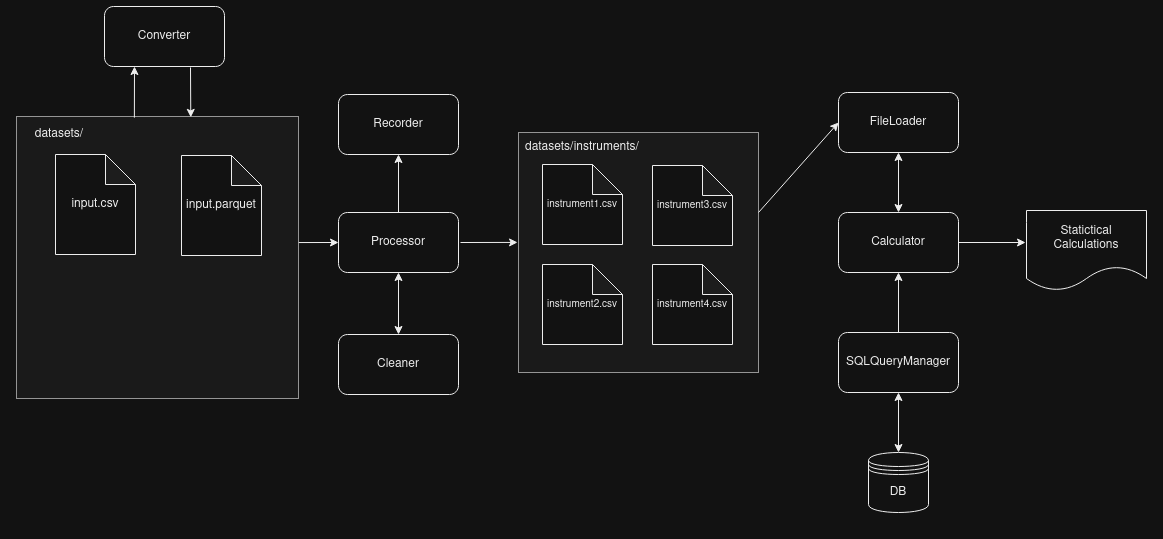 Converter
datasets/
input.csv
input.parquet
Recorder
Processor
Cleaner
datasets/instruments/
instrument1.csv
instrument3.csv
instrument2.csv
instrument4.csv
FileLoader
Calculator
Statictical
Calculations
SQLQueryManager
DB